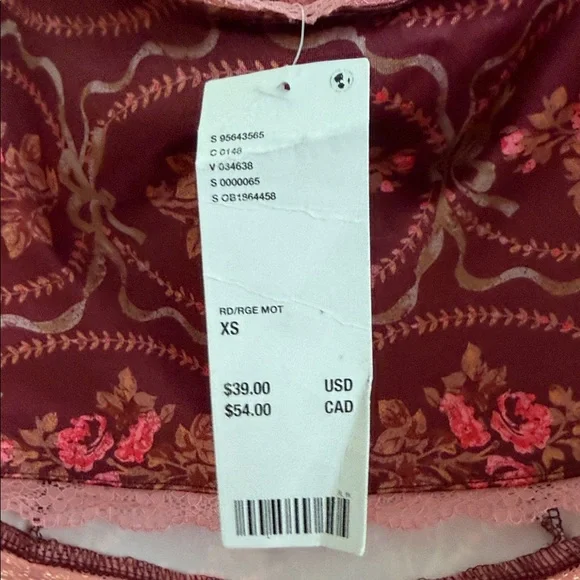 S 95643565
C 0148
V 034638
S 0000065
S OB1864458
RD/RGE MOT
XS
$39.00 USD
$54.00 CAD